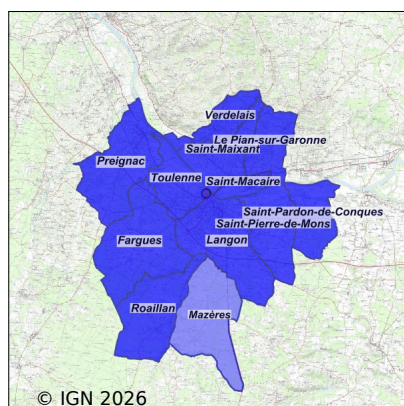 Verdelais
Le Pian-sur-Garonne
Saint-Maixant
Preignac
Toulenne
Saint-Macaire
Saint-Pardon-de-Conques
Saint-Pierre-de-Mons
Fargues
Langon
Roaillan
Mazères
© IGN 2026